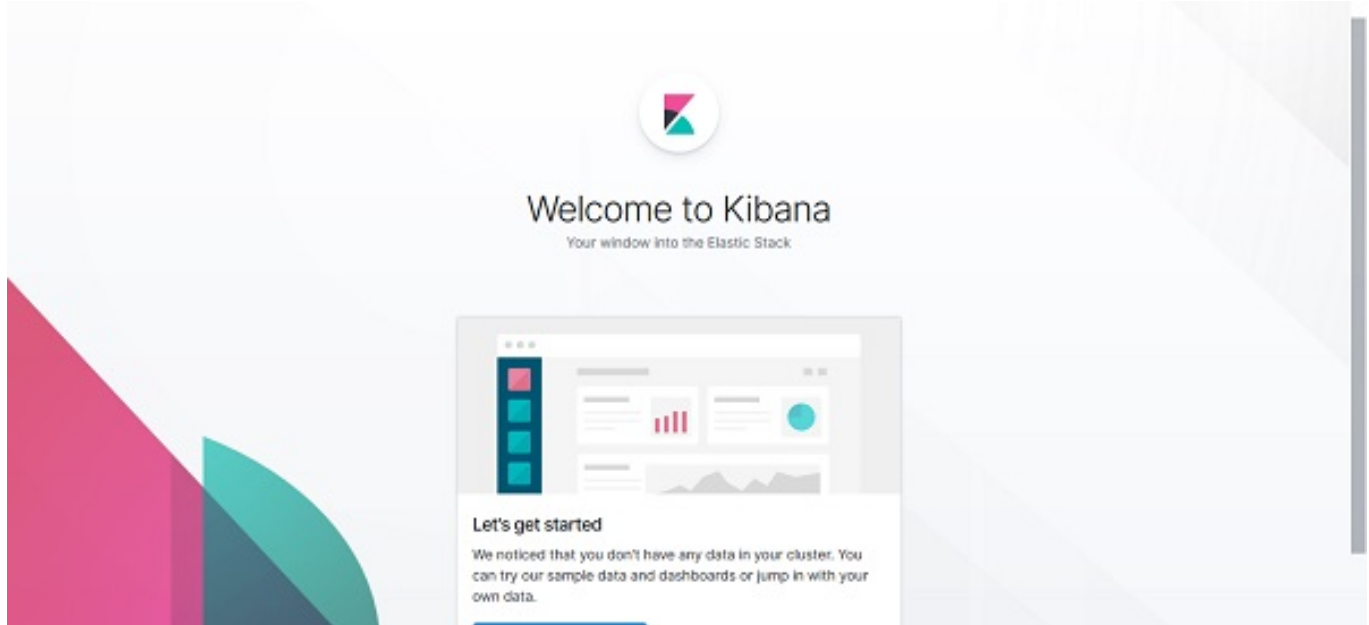 Welcome to Kibana
Your window into the Elastic Stack
Let's get started
We noticed that you don't have any data in your cluster. You
can try our sample data and dashboards or jump in with your
own data.